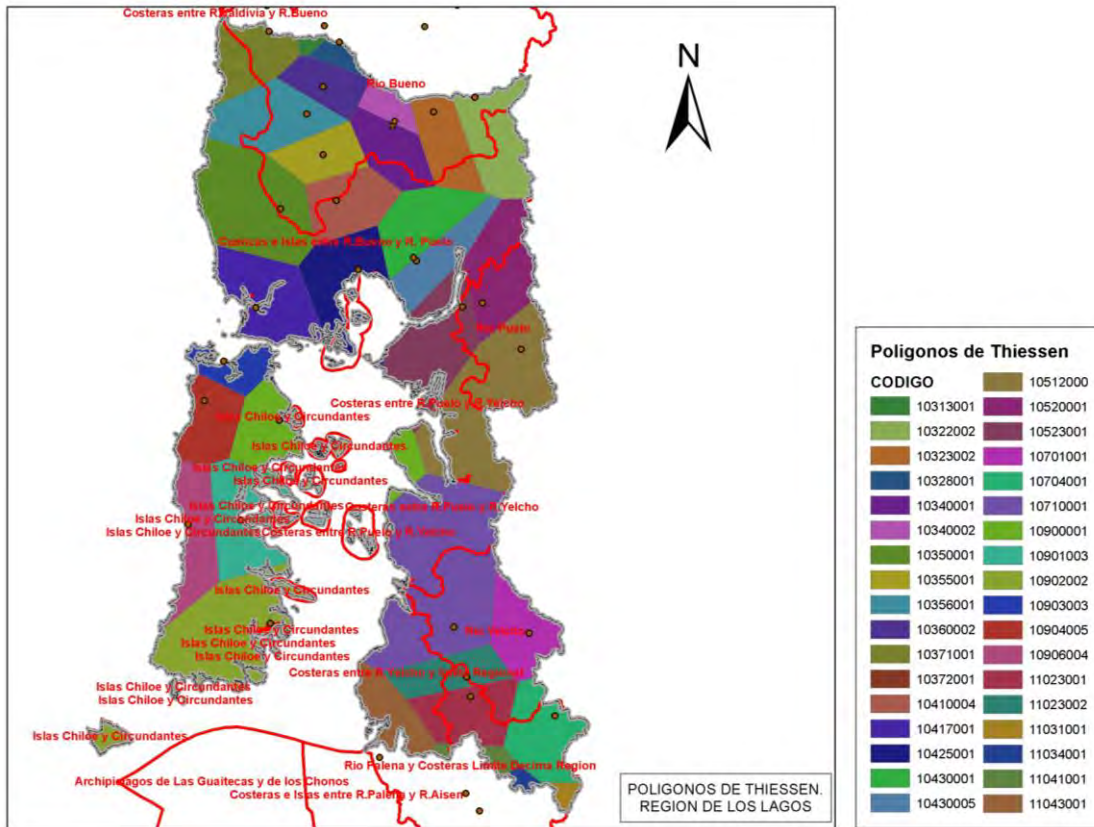 Costeras entre R.Valdivia y R.Bueno
N
Rio Bueno
Cuencas e Islas entre R.Bueno y R. Puelo
Rio Puelo
Costeras entre R.Puelo y R.Yelcho
Islas Chiloe y Circundantes
Islas Chiloe y Circundantes
Islas Chiloe y Circundantes
Islas Chiloe y Circundantes
Islas Chiloe y Circundantes
Costeras entre R.Puelo y R.Yelcho
Islas Chiloe y Circundantes
Islas Chiloe y Circundantes
Costeras entre R.Puelo y R.
Islas Chiloe y Circundantes
Islas Chiloe y Circundantes
Rio
Islas Chiloe y Circundantes
Islas Chiloe y Circundantes
Costeras entre R.Yelcho y
Islas Chiloe y Circundantes
Islas Chiloe y Circundantes
Islas Chiloe y Circundantes
Rio Palena y Costeras Limite Decima Region
Archipielagos de Las Guaitecas y de los Chonos
Costeras e Islas entre R.Palena y R.Aisen
POLIGONOS DE THIESSEN.
REGION DE LOS LAGOS
Poligonos de Thiessen
CODIGO
10313001
10322002
10323002
10328001
10340001
10340002
10350001
10355001
10356001
10360002
10371001
10372001
10410004
10417001
10425001
10430001
10430005
10512000
10520001
10523001
10701001
10704001
10710001
10900001
10901003
10902002
10903003
10904005
10906004
11023001
11023002
11031001
11034001
11041001
11043001